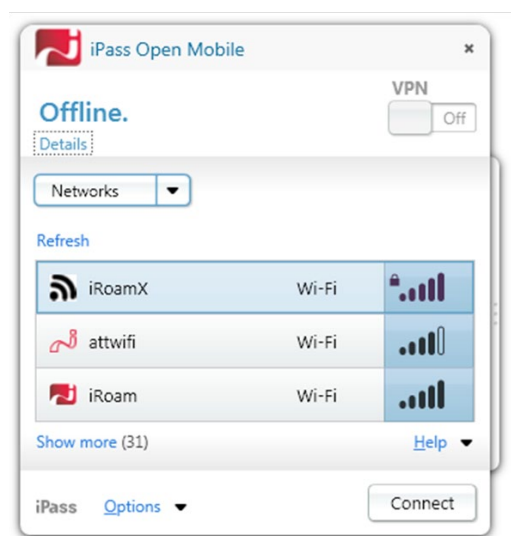 iPass Open Mobile
VPN
Offline.
Off
Details
Networks
Refresh
iRoamX Wi-Fi
attwifi Wi-Fi
iRoam Wi-Fi
Show more (31) Help
iPass Options Connect